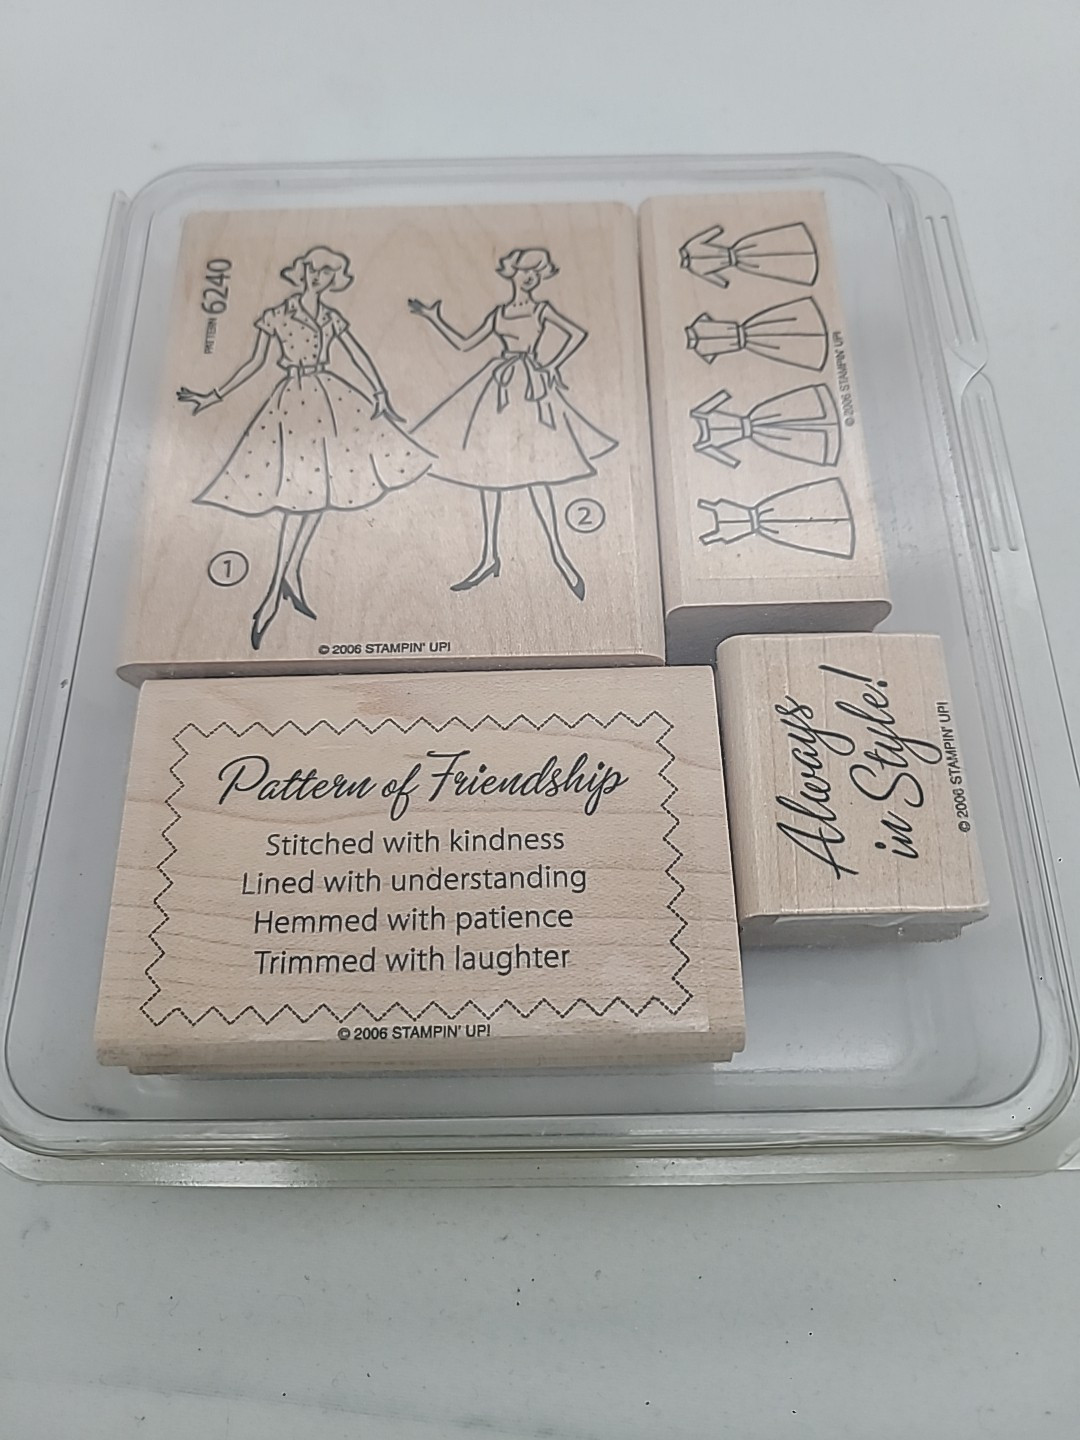 PATTERN 6240
1
2
© 2006 STAMPIN' UP!
© 2006 STAMPIN' UP!
Pattern of Friendship
Stitched with kindness
Lined with understanding
Hemmed with patience
Trimmed with laughter
© 2006 STAMPIN' UP!
Always
in Style!
© 2006 STAMPIN' UP!